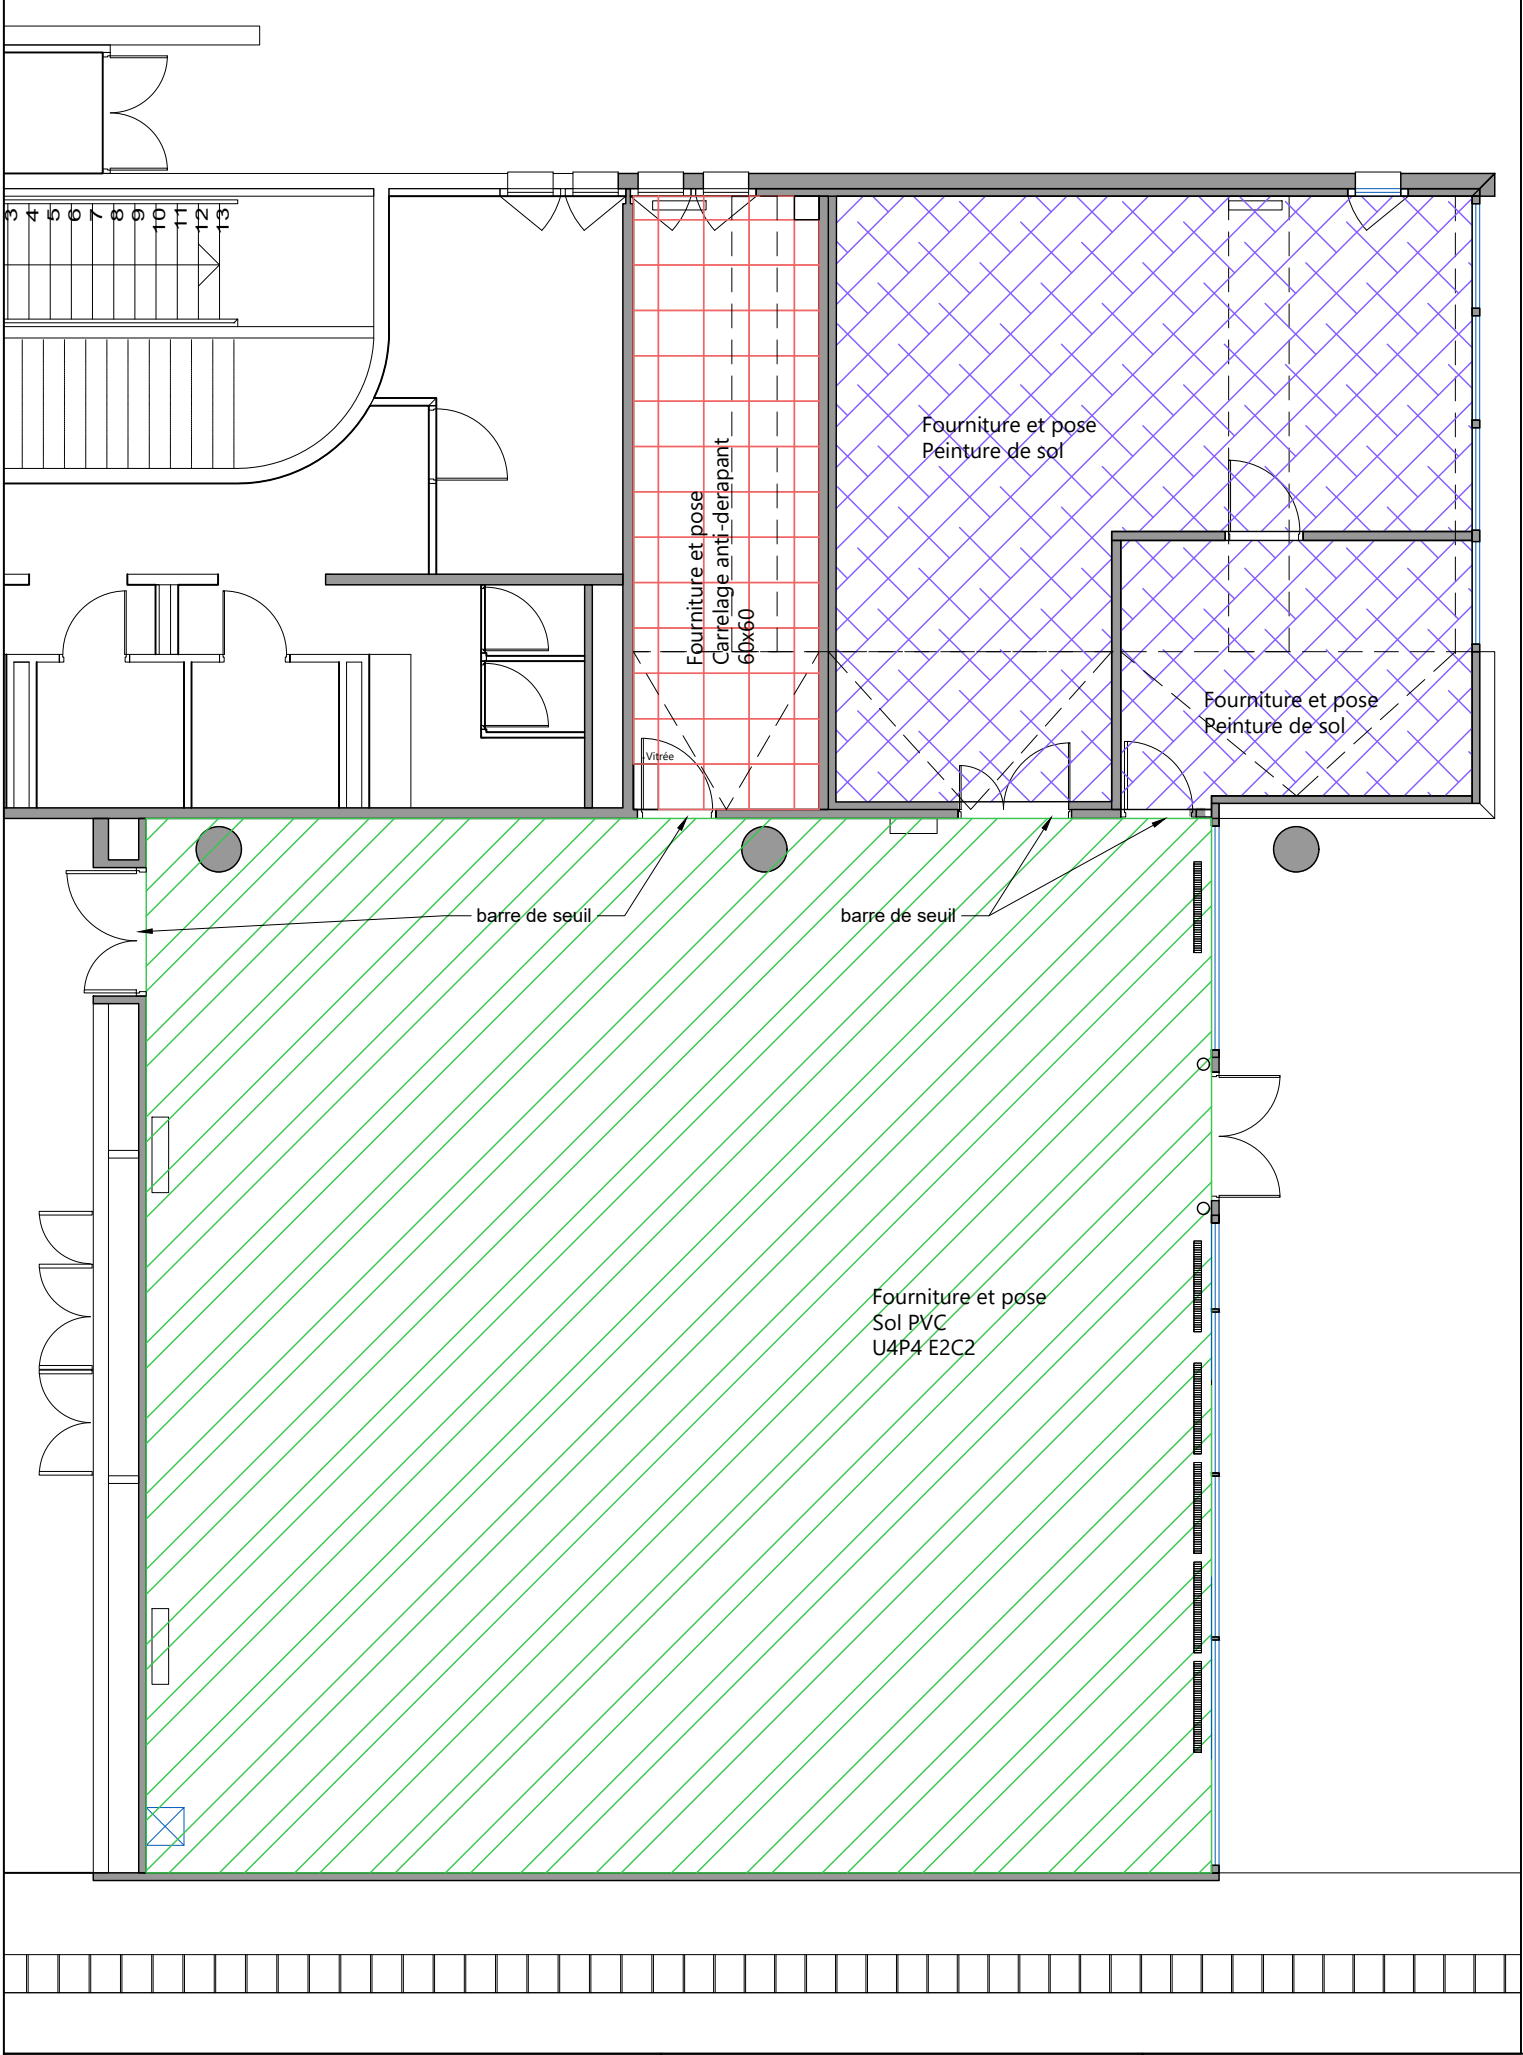 3
4
5
6
7
8
9
10
11
12
13
Fourniture et pose
Peinture de sol
Fourniture et pose
Carrelage anti-derapant
60x60
Fourniture et pose
Peinture de sol
Vitrée
barre de seuil
barre de seuil
Fourniture et pose
Sol PVC
U4P4 E2C2